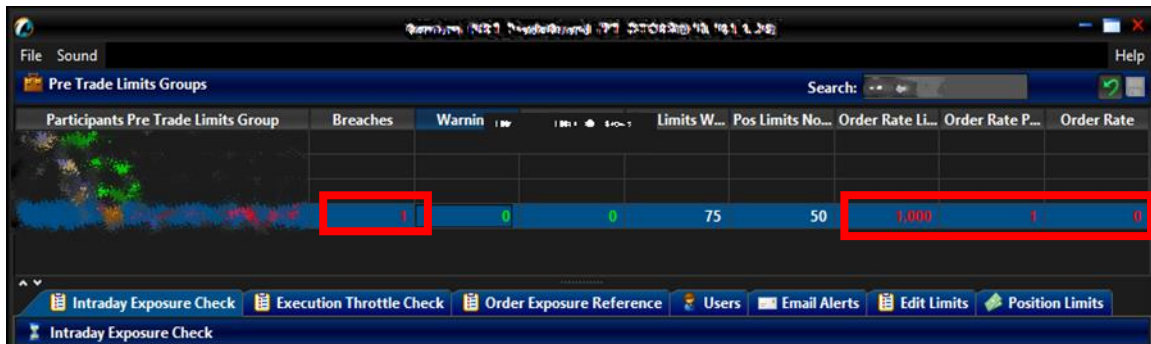 File Sound Help
Pre Trade Limits Groups Search:
Participants Pre Trade Limits Group Breaches Warnin Limits W... Pos Limits No... Order Rate Li... Order Rate P... Order Rate
1 0 0 75 50 1,000 1 0
Intraday Exposure Check Execution Throttle Check Order Exposure Reference Users Email Alerts Edit Limits Position Limits
Intraday Exposure Check